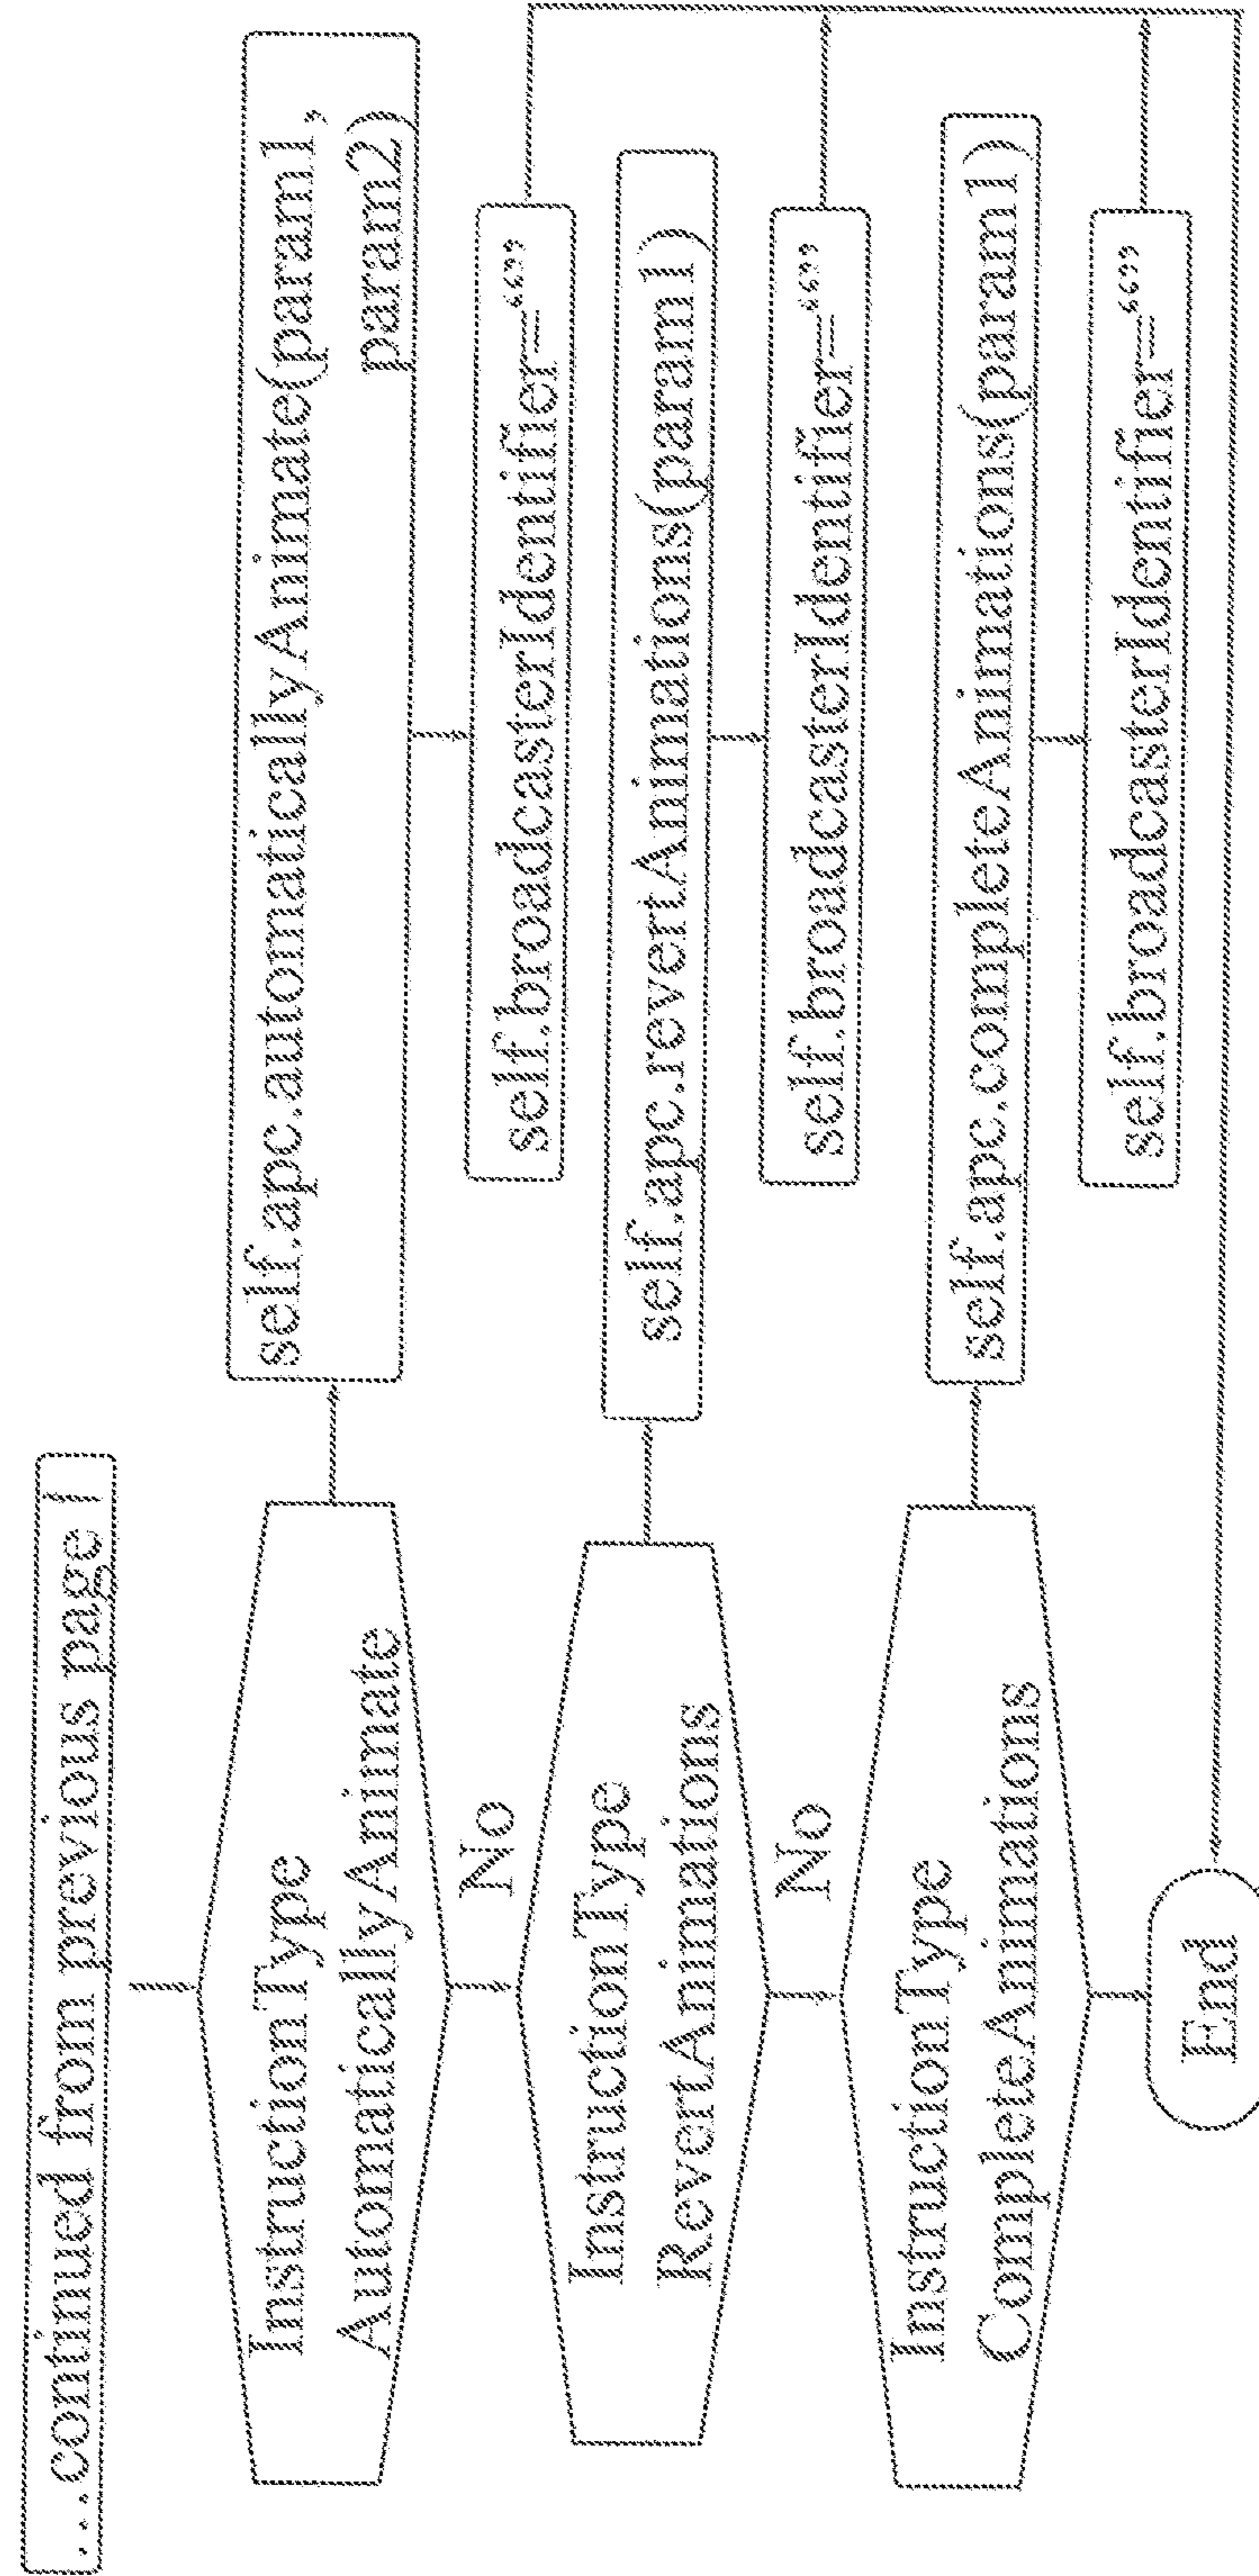 ...continued from previous page
InstructionType
AutomaticallyAnimate
self.apc.automaticallyAnimate(param1,
param2)
self.broadcasterIdentifier=“”
No
InstructionType
RevertAnimations
self.apc.revertAnimations(param1)
self.broadcasterIdentifier=“”
No
InstructionType
CompleteAnimations
self.apc.completeAnimations(param1)
self.broadcasterIdentifier=“”
End